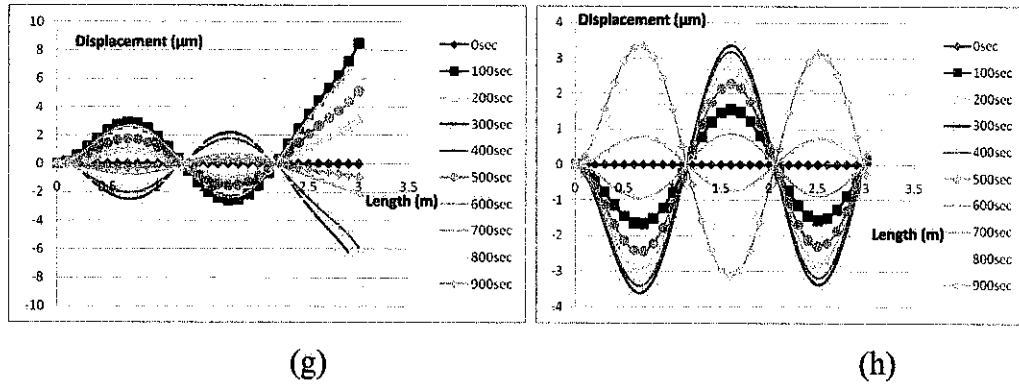 Displacement (μm)
10
8
6
4
2
0
-2
-4
-6
-8
-10
0
0.5
2.5
3
3.5
Length (m)
0sec
100sec
200sec
300sec
400sec
500sec
600sec
700sec
800sec
900sec
(g)
Displacement (μm)
4
3
2
1
0
-1
-2
-3
-4
0
0.5
1
1.5
2
2.5
3
3.5
Length (m)
0sec
100sec
200sec
300sec
400sec
500sec
600sec
700sec
800sec
900sec
(h)